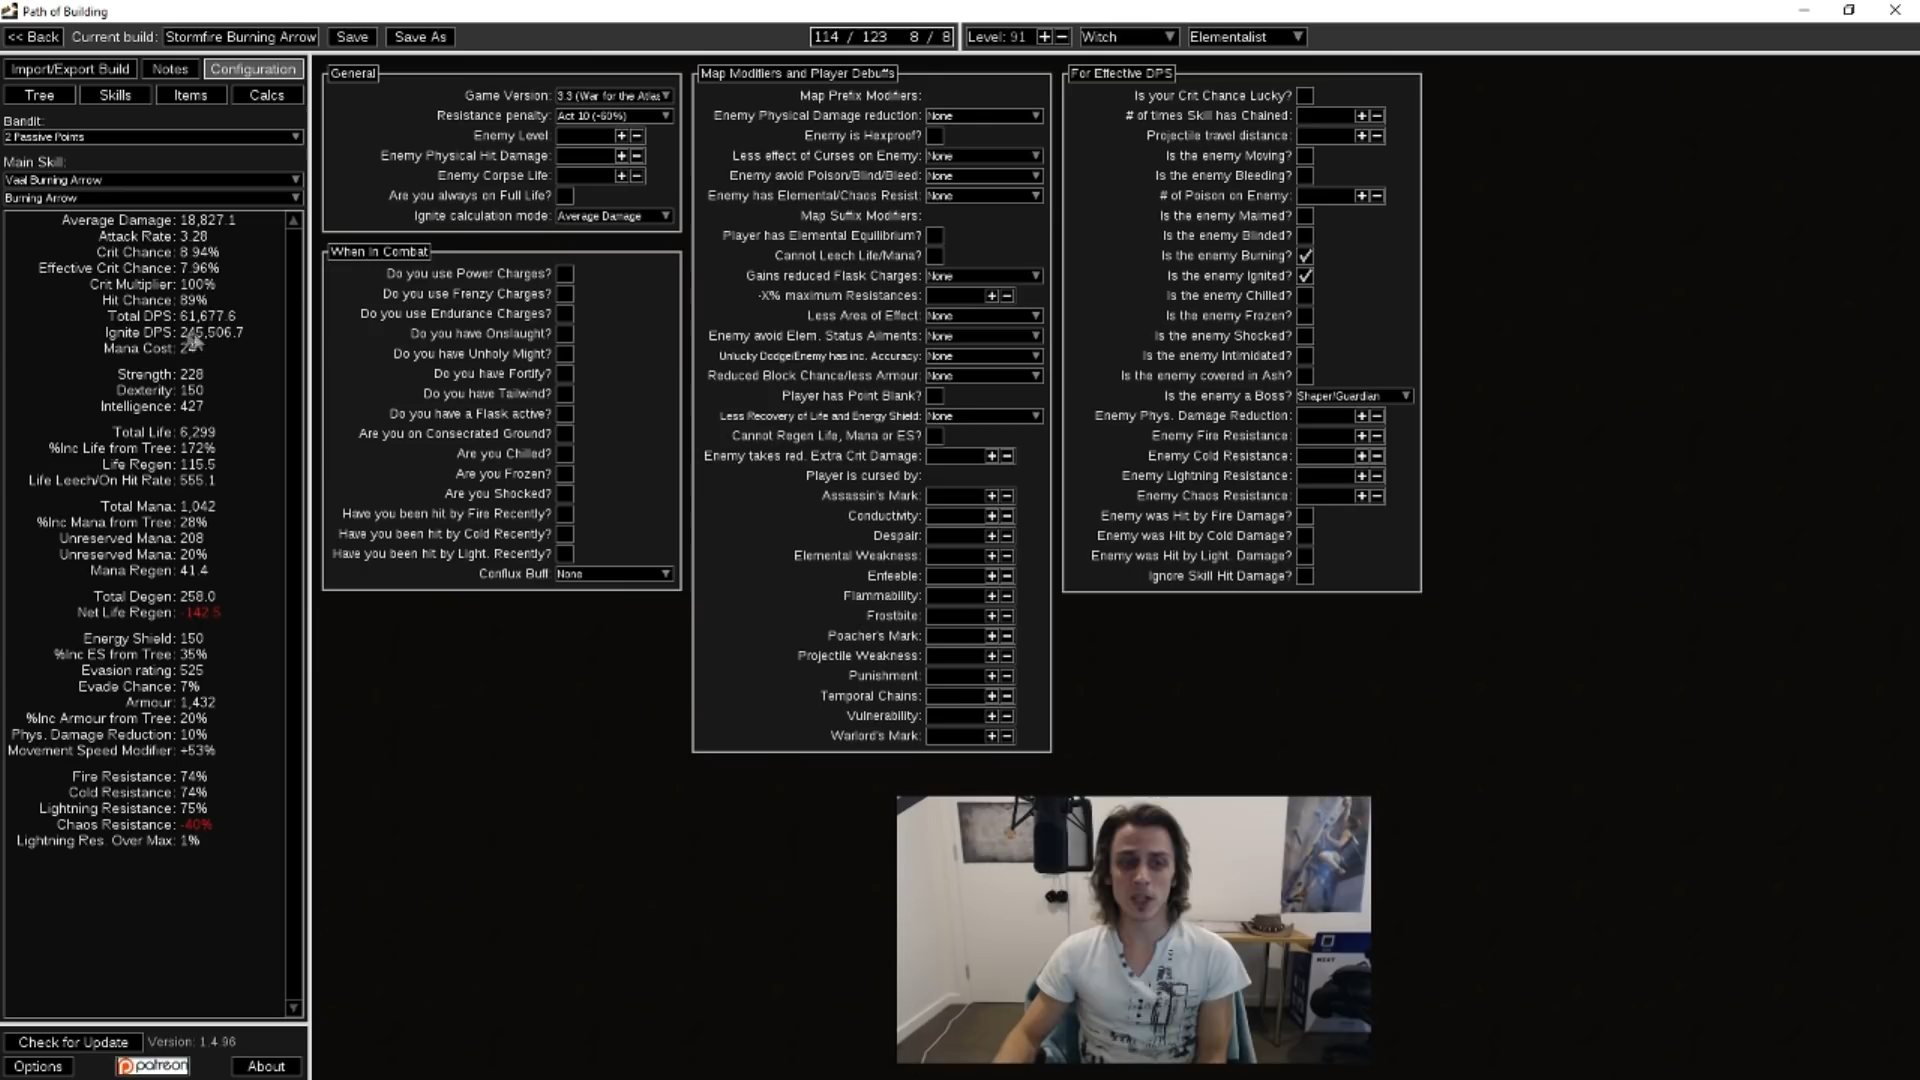 Path of Building
<< Back
Current build:
Stormfire Burning Arrow
Save
Save As
114 / 123 8 / 8
Level: 91
Witch
Elementalist
Import/Export Build
Notes
Configuration
Tree
Skills
Items
Calcs
Bandit:
2 Passive Points
Main Skill:
Vaal Burning Arrow
Burning Arrow
Average Damage: 18,827.1
Attack Rate: 3.28
Crit Chance: 8.94%
Effective Crit Chance: 7.96%
Crit Multiplier: 100%
Hit Chance: 89%
Total DPS: 61,677.6
Ignite DPS: 245,506.7
Mana Cost:
Strength: 228
Dexterity: 150
Intelligence: 427
Total Life: 6,299
%Inc Life from Tree: 172%
Life Regen: 115.5
Life Leech/On Hit Rate: 555.1
Total Mana: 1,042
%Inc Mana from Tree: 28%
Unreserved Mana: 208
Unreserved Mana: 20%
Mana Regen: 41.4
Total Degen: 258.0
Net Life Regen: -142.5
Energy Shield: 150
%Inc ES from Tree: 35%
Evasion rating: 525
Evade Chance: 7%
Armour: 1,432
%Inc Armour from Tree: 20%
Phys. Damage Reduction: 10%
Movement Speed Modifier: +53%
Fire Resistance: 74%
Cold Resistance: 74%
Lightning Resistance: 75%
Chaos Resistance: -40%
Lightning Res. Over Max: 1%
Check for Update
Version: 1.4.96
Options
patreon
About
General
Game Version: 3.3 (War for the Atlas
Resistance penalty: Act 10 (-60%)
Enemy Level:
Enemy Physical Hit Damage:
Enemy Corpse Life:
Are you always on Full Life?
Ignite calculation mode: Average Damage
When In Combat
Do you use Power Charges?
Do you use Frenzy Charges?
Do you use Endurance Charges?
Do you have Onslaught?
Do you have Unholy Might?
Do you have Fortify?
Do you have Tailwind?
Do you have a Flask active?
Are you on Consecrated Ground?
Are you Chilled?
Are you Frozen?
Are you Shocked?
Have you been hit by Fire Recently?
Have you been hit by Cold Recently?
Have you been hit by Light. Recently?
Conflux Buff: None
Map Modifiers and Player Debuffs
Map Prefix Modifiers:
Enemy Physical Damage reduction: None
Enemy is Hexproof?
Less effect of Curses on Enemy: None
Enemy avoid Poison/Blind/Bleed: None
Enemy has Elemental/Chaos Resist: None
Map Suffix Modifiers:
Player has Elemental Equilibrium?
Cannot Leech Life/Mana?
Gains reduced Flask Charges: None
-X% maximum Resistances:
Less Area of Effect: None
Enemy avoid Elem. Status Ailments: None
Unlucky Dodge/Enemy has inc. Accuracy: None
Reduced Block Chance/less Armour: None
Player has Point Blank?
Less Recovery of Life and Energy Shield: None
Cannot Regen Life, Mana or ES?
Enemy takes red. Extra Crit Damage:
Player is cursed by:
Assassin's Mark:
Conductivity:
Despair:
Elemental Weakness:
Enfeeble:
Flammability:
Frostbite:
Poacher's Mark:
Projectile Weakness:
Punishment:
Temporal Chains:
Vulnerability:
Warlord's Mark:
For Effective DPS
Is your Crit Chance Lucky?
# of times Skill has Chained:
Projectile travel distance:
Is the enemy Moving?
Is the enemy Bleeding?
# of Poison on Enemy:
Is the enemy Maimed?
Is the enemy Blinded?
Is the enemy Burning?
Is the enemy Ignited?
Is the enemy Chilled?
Is the enemy Frozen?
Is the enemy Shocked?
Is the enemy Intimidated?
Is the enemy covered in Ash?
Is the enemy a Boss? Shaper/Guardian
Enemy Phys. Damage Reduction:
Enemy Fire Resistance:
Enemy Cold Resistance:
Enemy Lightning Resistance:
Enemy Chaos Resistance:
Enemy was Hit by Fire Damage?
Enemy was Hit by Cold Damage?
Enemy was Hit by Light. Damage?
Ignore Skill Hit Damage?
NZXT